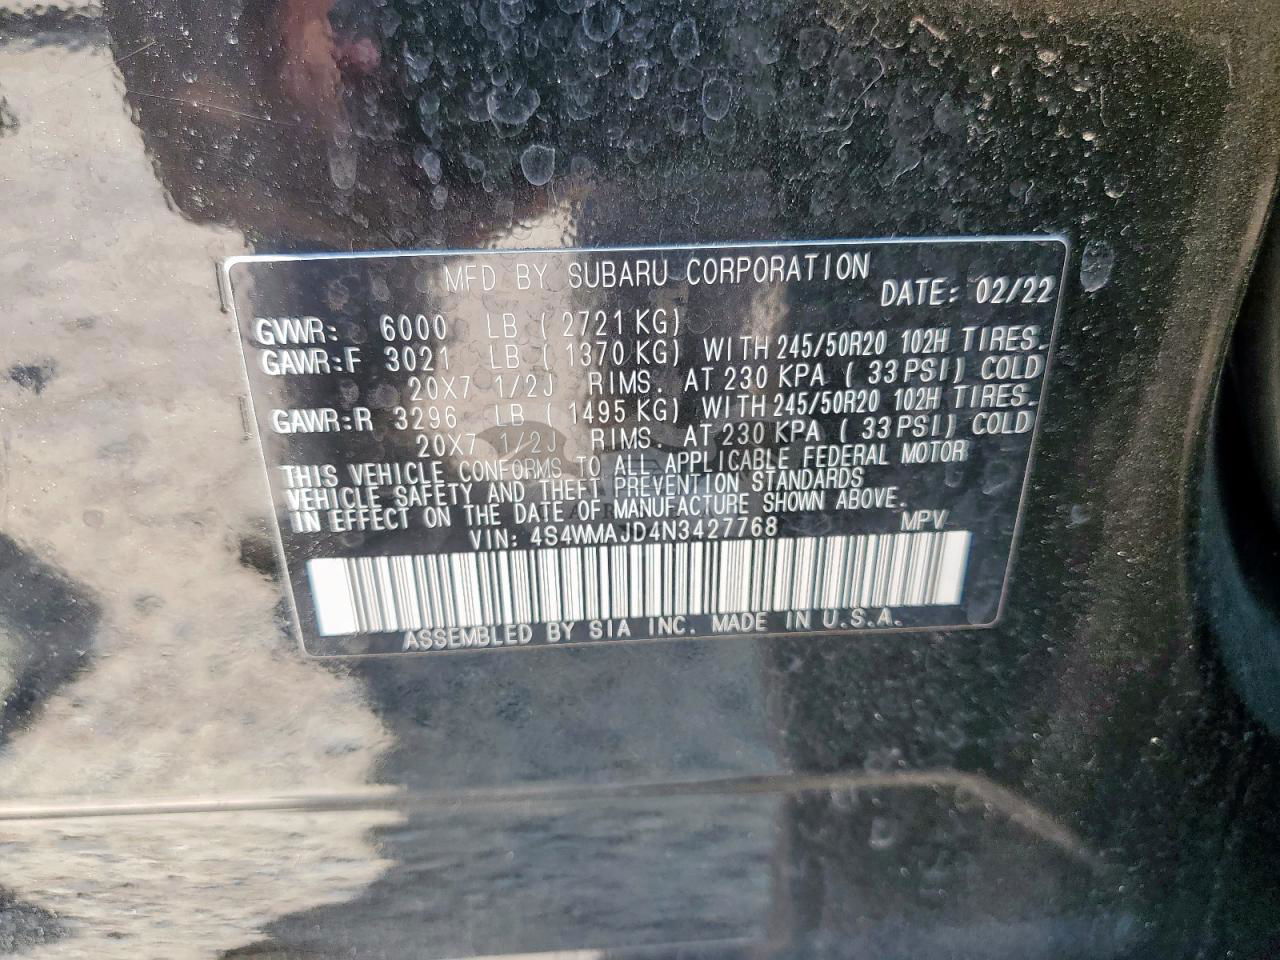 MFD BY SUBARU CORPORATION
DATE: 02/22
GVWR: 6000 LB ( 2721 KG)
GAWR:F 3021 LB ( 1370 KG) WITH 245/50R20 102H TIRES.
20X7 1/2J RIMS. AT 230 KPA ( 33 PSI) COLD
GAWR:R 3296 LB ( 1495 KG) WITH 245/50R20 102H TIRES.
20X7 1/2J RIMS. AT 230 KPA ( 33 PSI) COLD
THIS VEHICLE CONFORMS TO ALL APPLICABLE FEDERAL MOTOR
VEHICLE SAFETY AND THEFT PREVENTION STANDARDS
IN EFFECT ON THE DATE OF MANUFACTURE SHOWN ABOVE.
VIN: 4S4WMAJD4N3427768 MPV
ASSEMBLED BY SIA INC. MADE IN U.S.A.